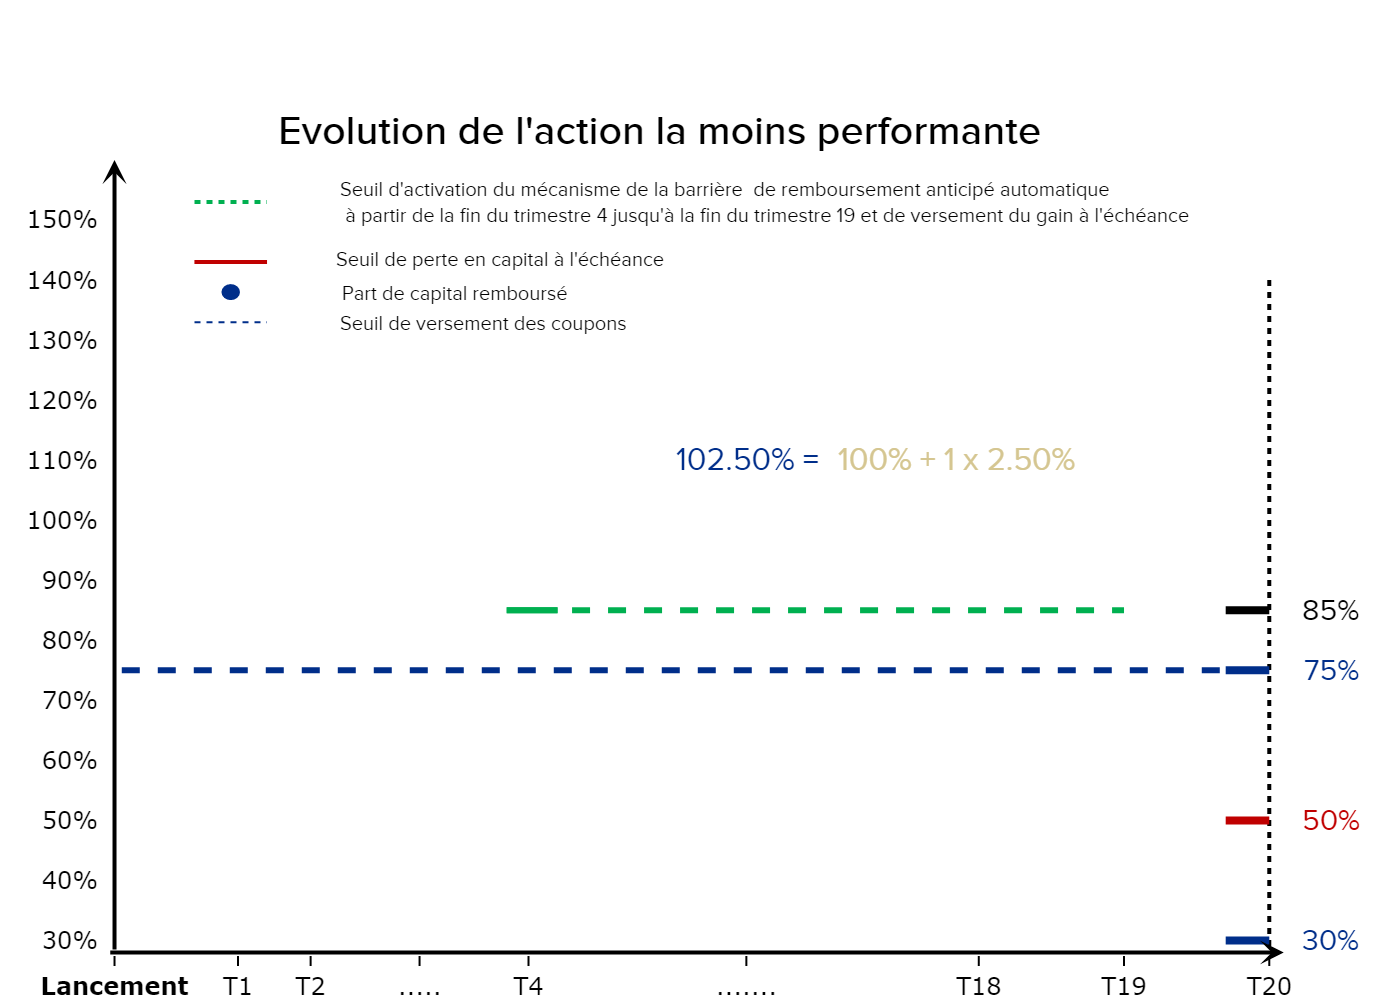 Evolution de l'action la moins performante
Seuil d'activation du mécanisme de la barrière  de remboursement anticipé automatique
à partir de la fin du trimestre 4 jusqu'à la fin du trimestre 19 et de versement du gain à l'échéance
Seuil de perte en capital à l'échéance
Part de capital remboursé
Seuil de versement des coupons
150%
140%
130%
120%
110%
100%
90%
80%
70%
60%
50%
40%
30%
102.50% = 100% + 1 x 2.50%
85%
75%
50%
30%
Lancement T1 T2 ..... T4 ....... T18 T19 T20